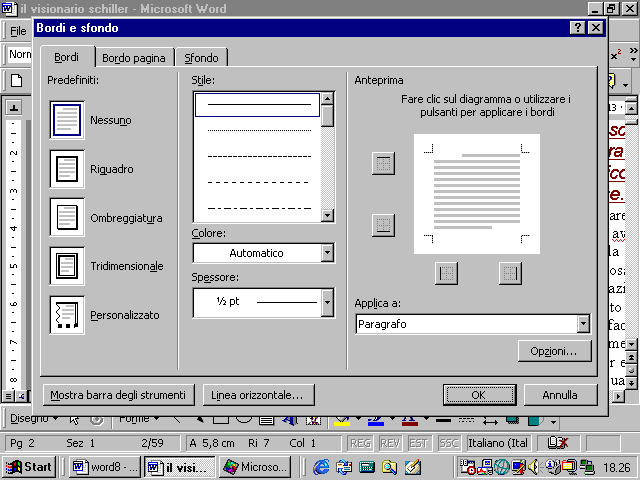 il visionario schiller - Microsoft Word
File
Bordi e sfondo
Bordi
Bordo pagina
Sfondo
Predefiniti:
Nessuno
Riquadro
Ombreggiatura
Tridimensionale
Personalizzato
Stile:
Colore:
Automatico
Spessore:
½ pt
Anteprima
Fare clic sul diagramma o utilizzare i
pulsanti per applicare i bordi
Applica a:
Paragrafo
Opzioni...
Mostra barra degli strumenti
Linea orizzontale...
OK
Annulla
Disegno
Forme
Pg 2
Sez 1
2/59
A 5,8 cm
Ri 7
Col 1
REG
REV
EST
SSC
Italiano (Ital
Start
word8 - ...
il visi...
Microso...
18.26